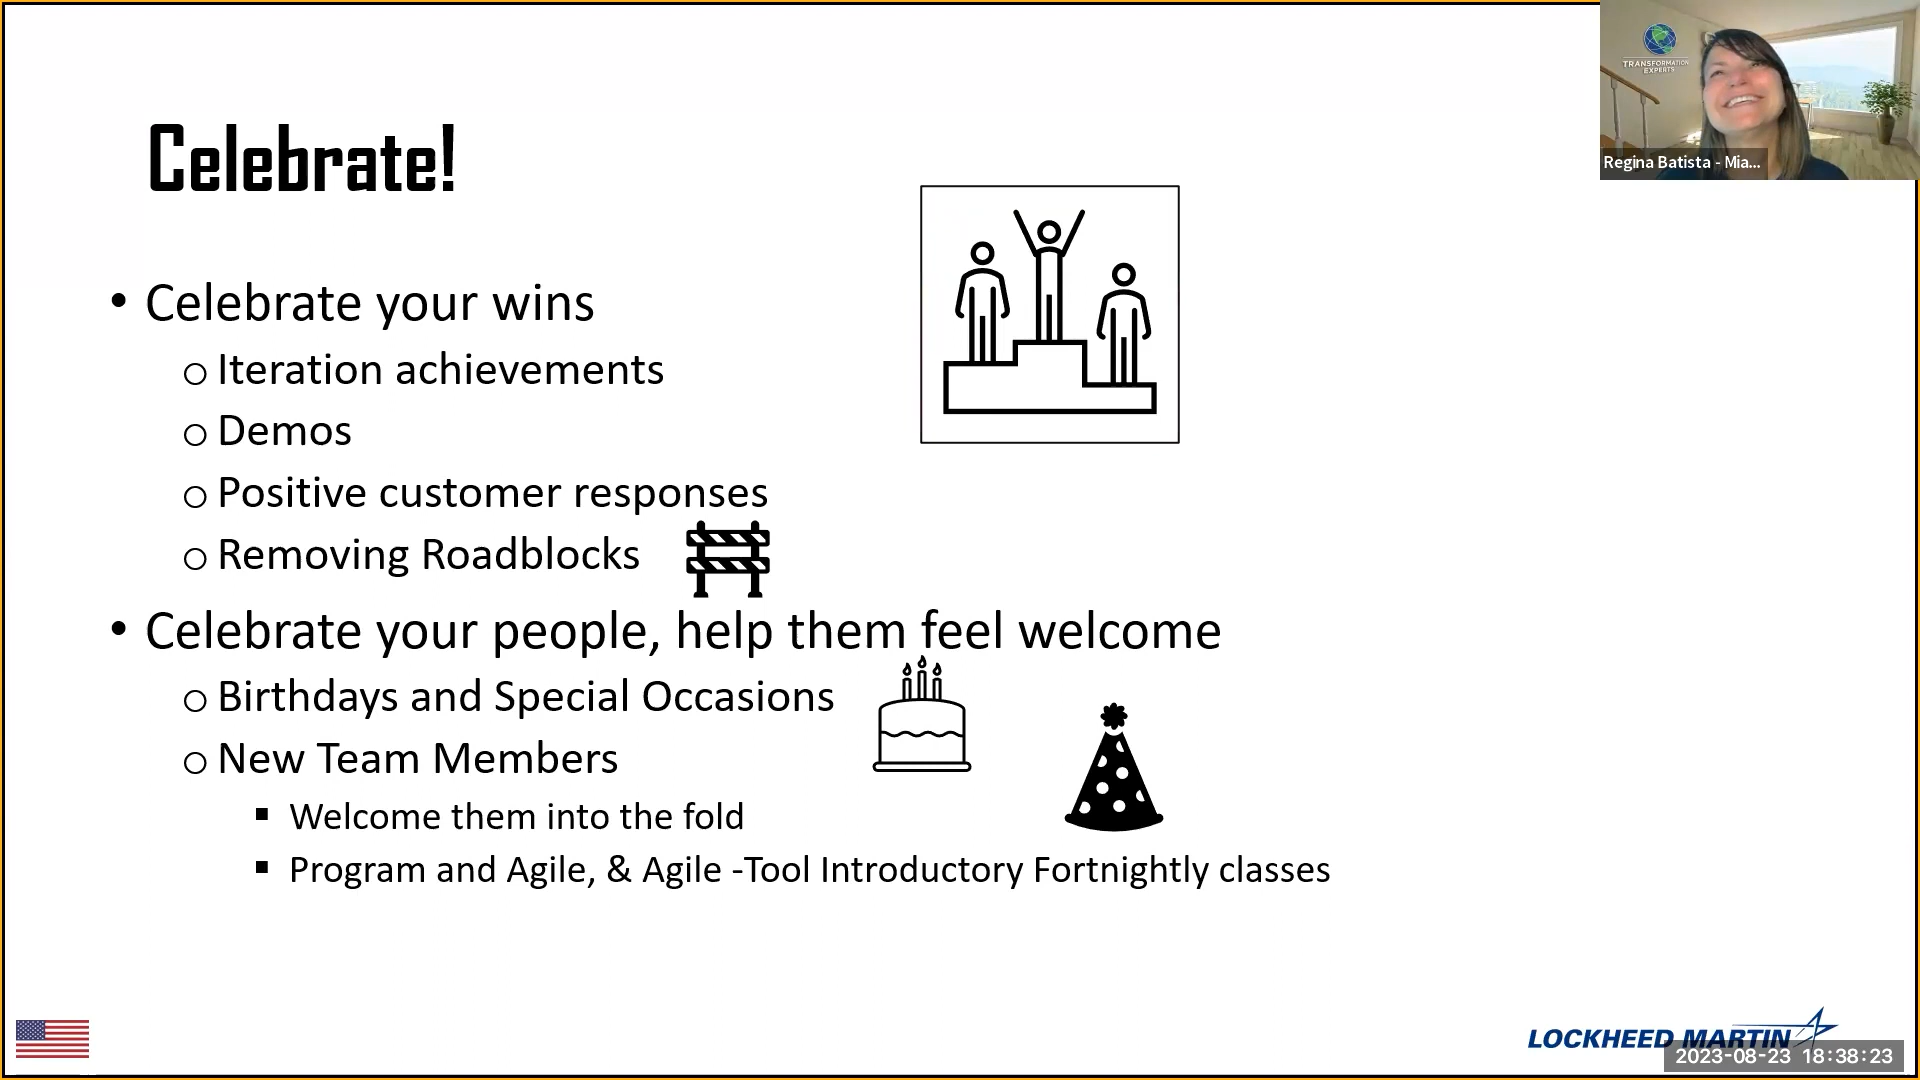 TRANSFORMATION
EXPERTS
Regina Batista - Mia...
Celebrate!
• Celebrate your wins
o Iteration achievements
o Demos
o Positive customer responses
o Removing Roadblocks
• Celebrate your people, help them feel welcome
o Birthdays and Special Occasions
o New Team Members
▪ Welcome them into the fold
▪ Program and Agile, & Agile -Tool Introductory Fortnightly classes
LOCKHEED MARTIN
2023-08-23 18:38:23